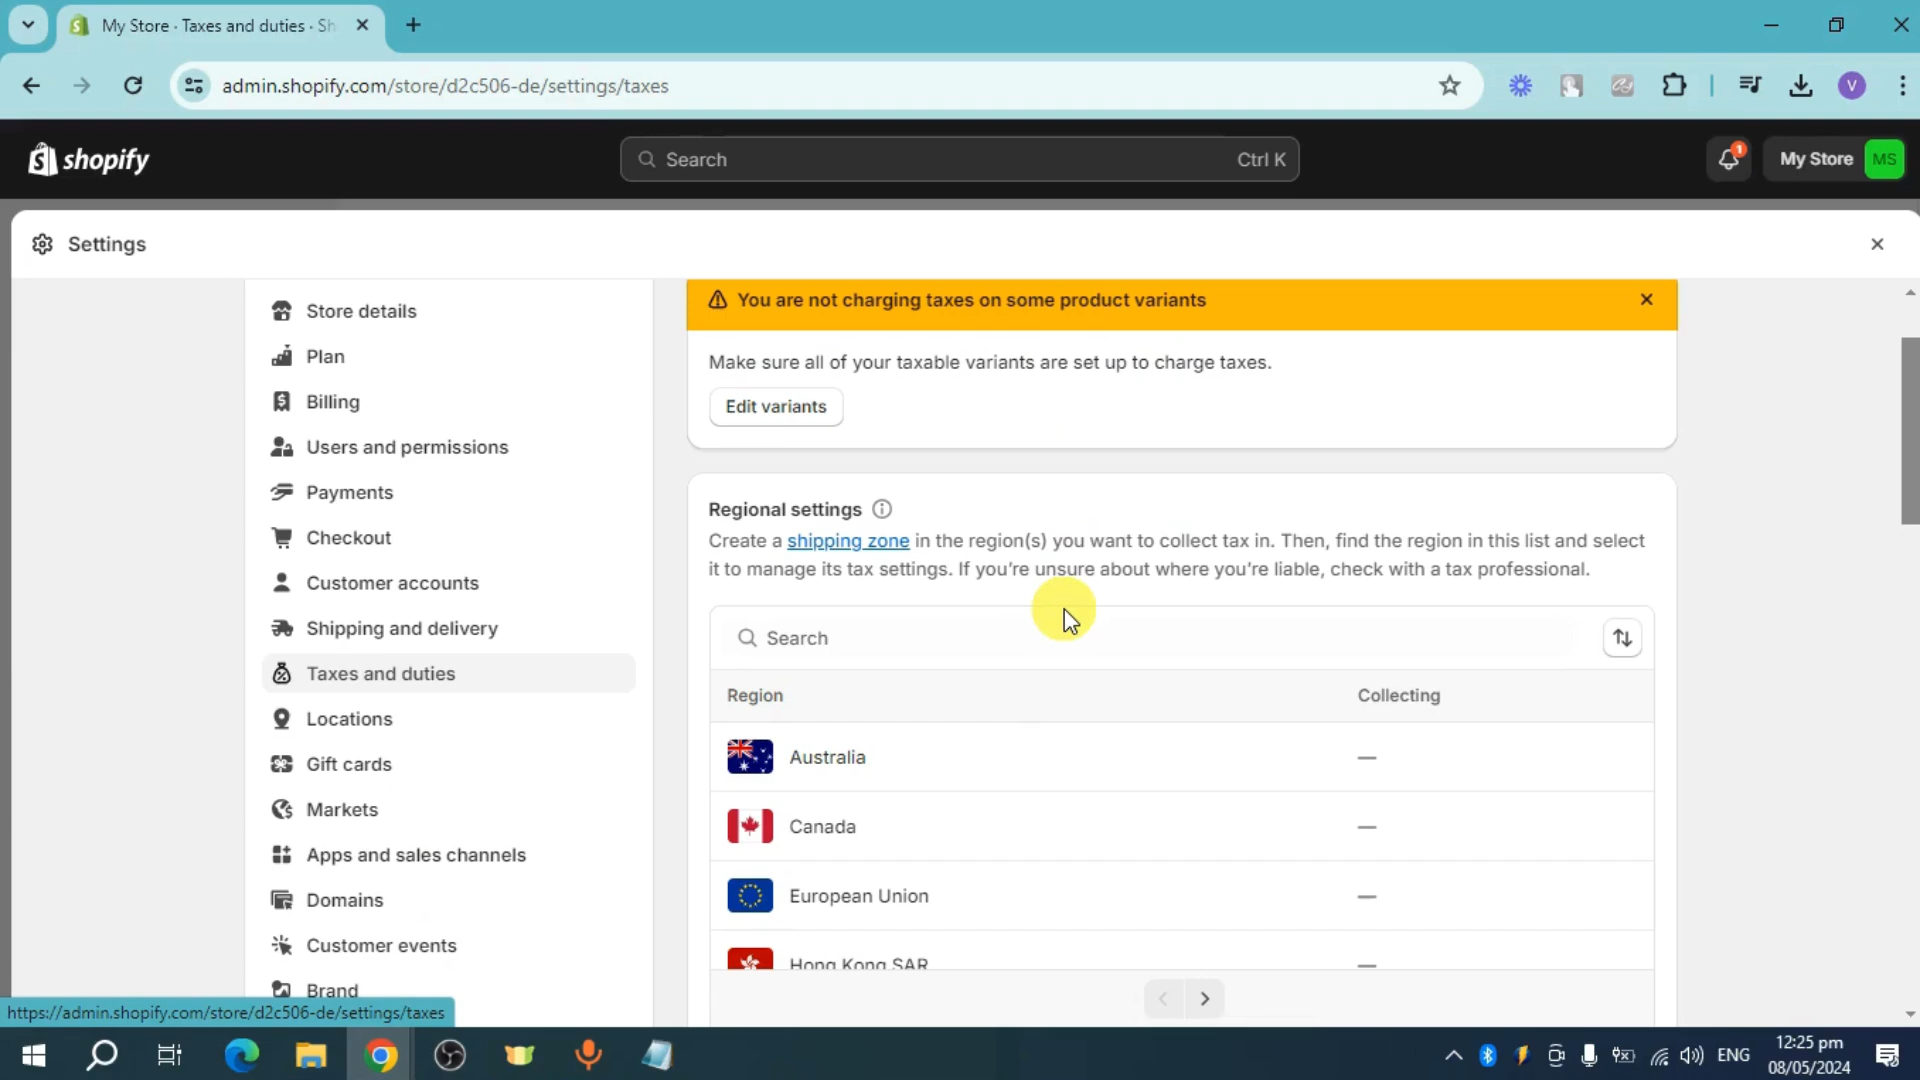 My Store · Taxes and duties · Sh
admin.shopify.com/store/d2c506-de/settings/taxes
V
shopify
Search
Ctrl K
1
My Store
MS
Settings
Store details
Plan
Billing
Users and permissions
Payments
Checkout
Customer accounts
Shipping and delivery
Taxes and duties
Locations
Gift cards
Markets
Apps and sales channels
Domains
Customer events
Brand
You are not charging taxes on some product variants
Make sure all of your taxable variants are set up to charge taxes.
Edit variants
Regional settings
Create a shipping zone in the region(s) you want to collect tax in. Then, find the region in this list and select
it to manage its tax settings. If you're unsure about where you're liable, check with a tax professional.
Search
Region
Collecting
Australia
—
Canada
—
European Union
—
Hong Kong SAR
—
https://admin.shopify.com/store/d2c506-de/settings/taxes
ENG
12:25 pm
08/05/2024